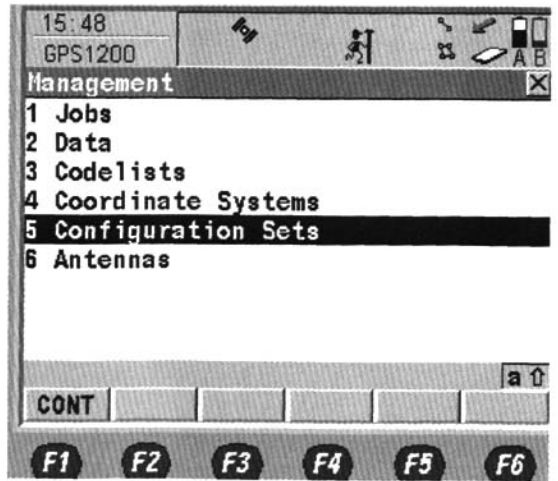 15:48
GPS1200
A B
Management
1 Jobs
2 Data
3 Codelists
4 Coordinate Systems
5 Configuration Sets
6 Antennas
a
CONT
F1 F2 F3 F4 F5 F6